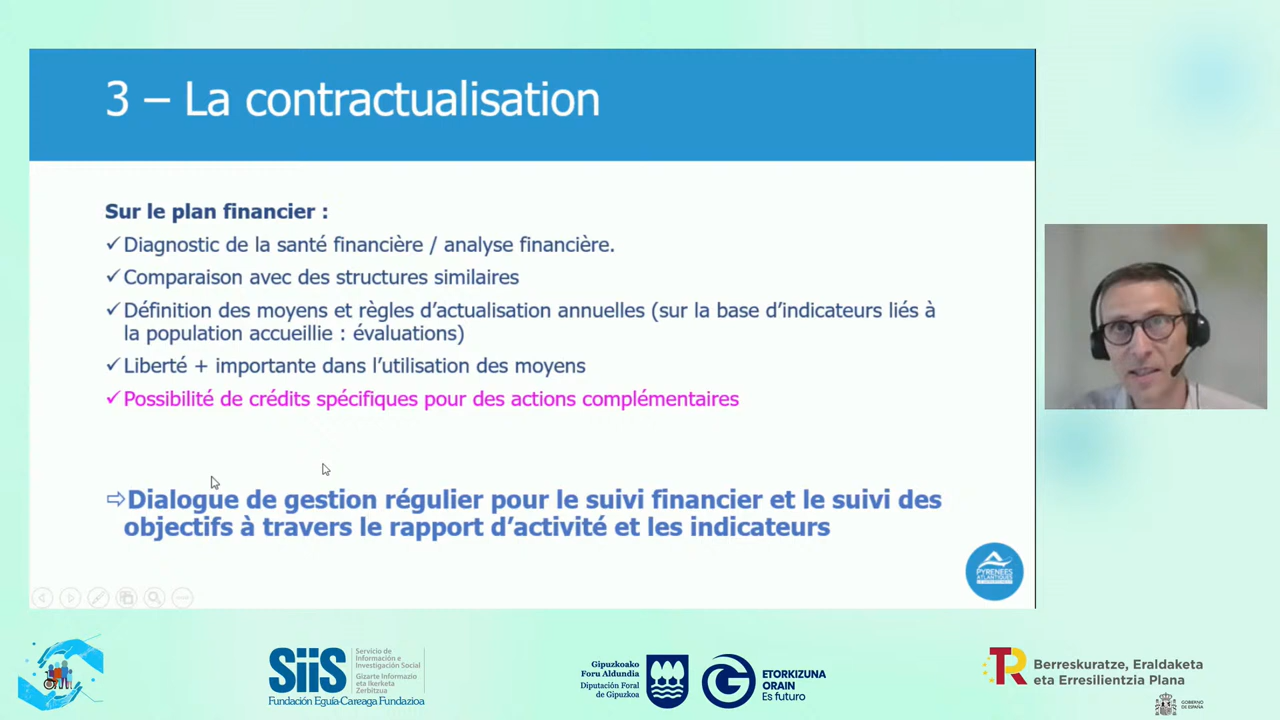 3 – La contractualisation
Sur le plan financier :
✓Diagnostic de la santé financière / analyse financière.
✓Comparaison avec des structures similaires
✓Définition des moyens et règles d’actualisation annuelles (sur la base d’indicateurs liés à
la population accueillie : évaluations)
✓Liberté + importante dans l’utilisation des moyens
✓Possibilité de crédits spécifiques pour des actions complémentaires
⇨Dialogue de gestion régulier pour le suivi financier et le suivi des
objectifs à travers le rapport d’activité et les indicateurs
PYRENEES
ATLANTIQUES
SiiS
Servicio de
Información e
Investigación Social
Gizarte Informazio
eta Ikerketa
Zerbitzua
Fundación Eguía-Careaga Fundazioa
Gipuzkoako
Foru Aldundia
Diputación Foral
de Gipuzkoa
ETORKIZUNA
ORAIN
Es futuro
Berreskuratze, Eraldaketa
eta Erresilientzia Plana
GOBIERNO
DE ESPAÑA